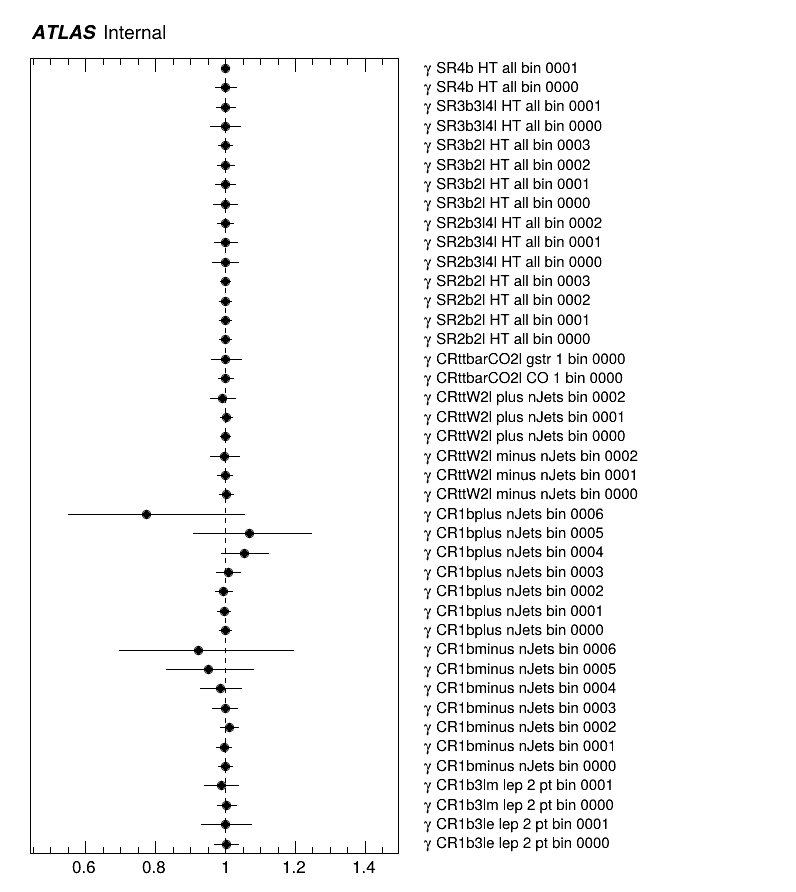 ATLAS Internal
γ SR4b HT all bin 0001
γ SR4b HT all bin 0000
γ SR3b3l4l HT all bin 0001
γ SR3b3l4l HT all bin 0000
γ SR3b2l HT all bin 0003
γ SR3b2l HT all bin 0002
γ SR3b2l HT all bin 0001
γ SR3b2l HT all bin 0000
γ SR2b3l4l HT all bin 0002
γ SR2b3l4l HT all bin 0001
γ SR2b3l4l HT all bin 0000
γ SR2b2l HT all bin 0003
γ SR2b2l HT all bin 0002
γ SR2b2l HT all bin 0001
γ SR2b2l HT all bin 0000
γ CRttbarCO2l gstr 1 bin 0000
γ CRttbarCO2l CO 1 bin 0000
γ CRttW2l plus nJets bin 0002
γ CRttW2l plus nJets bin 0001
γ CRttW2l plus nJets bin 0000
γ CRttW2l minus nJets bin 0002
γ CRttW2l minus nJets bin 0001
γ CRttW2l minus nJets bin 0000
γ CR1bplus nJets bin 0006
γ CR1bplus nJets bin 0005
γ CR1bplus nJets bin 0004
γ CR1bplus nJets bin 0003
γ CR1bplus nJets bin 0002
γ CR1bplus nJets bin 0001
γ CR1bplus nJets bin 0000
γ CR1bminus nJets bin 0006
γ CR1bminus nJets bin 0005
γ CR1bminus nJets bin 0004
γ CR1bminus nJets bin 0003
γ CR1bminus nJets bin 0002
γ CR1bminus nJets bin 0001
γ CR1bminus nJets bin 0000
γ CR1b3lm lep 2 pt bin 0001
γ CR1b3lm lep 2 pt bin 0000
γ CR1b3le lep 2 pt bin 0001
γ CR1b3le lep 2 pt bin 0000
0.6 0.8 1 1.2 1.4